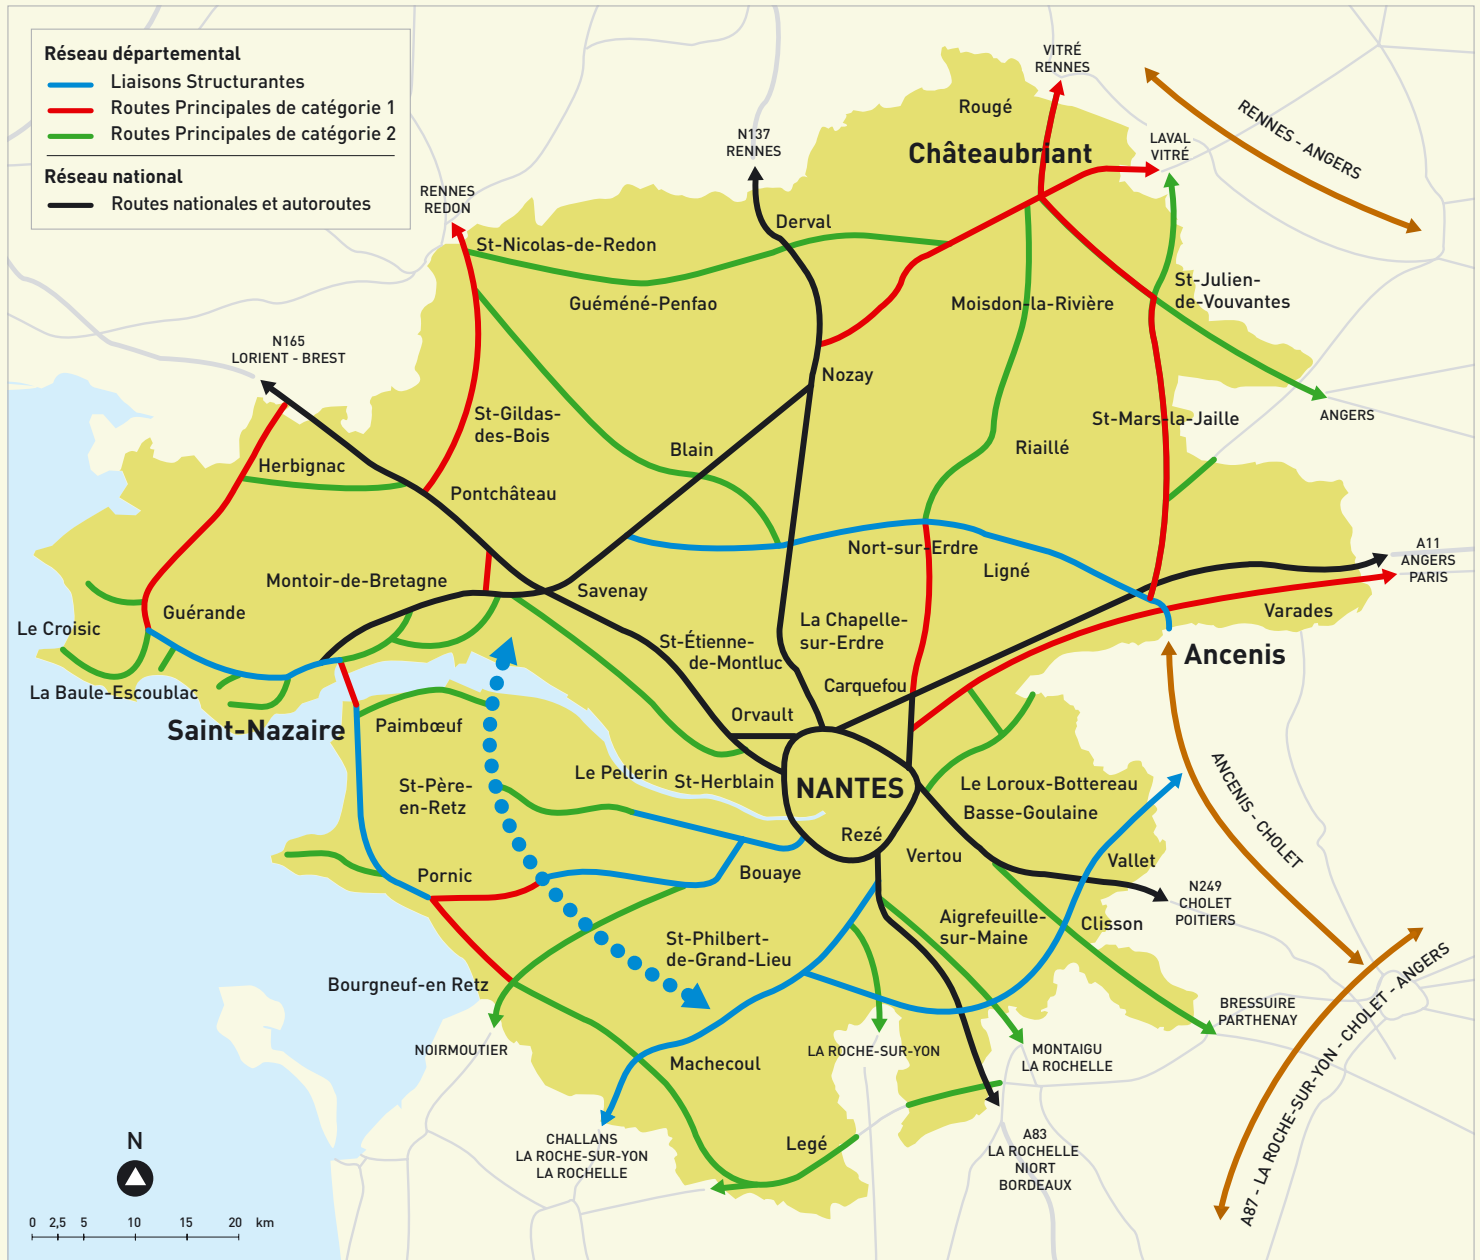 Réseau départemental
Liaisons Structurantes
Routes Principales de catégorie 1
Routes Principales de catégorie 2
Réseau national
Routes nationales et autoroutes
VITRÉ
RENNES
Rougé
RENNES - ANGERS
N137
RENNES
LAVAL
VITRÉ
Châteaubriant
RENNES
REDON
Derval
St-Nicolas-de-Redon
Guéméné-Penfao
Moisdon-la-Rivière
St-Julien-
de-Vouvantes
N165
LORIENT - BREST
Nozay
ANGERS
St-Gildas-
des-Bois
St-Mars-la-Jaille
Blain
Riaillé
Herbignac
Pontchâteau
Nort-sur-Erdre
A11
ANGERS
PARIS
Ligné
Montoir-de-Bretagne
Savenay
Guérande
Varades
Le Croisic
La Chapelle-
sur-Erdre
St-Étienne-
de-Montluc
Ancenis
La Baule-Escoublac
Carquefou
Saint-Nazaire
Paimbœuf
Orvault
Le Pellerin
St-Herblain
NANTES
St-Père-
en-Retz
Le Loroux-Bottereau
Basse-Goulaine
ANCENIS - CHOLET
Rezé
Vertou
Vallet
Pornic
Bouaye
N249
CHOLET
POITIERS
Aigrefeuille-
sur-Maine
Clisson
St-Philbert-
de-Grand-Lieu
Bourgneuf-en Retz
BRESSUIRE
PARTHENAY
NOIRMOUTIER
Machecoul
LA ROCHE-SUR-YON
MONTAIGU
LA ROCHELLE
A87 - LA ROCHE-SUR-YON - CHOLET - ANGERS
CHALLANS
LA ROCHE-SUR-YON
LA ROCHELLE
Legé
A83
LA ROCHELLE
NIORT
BORDEAUX
N
0 2,5 5 10 15 20 km